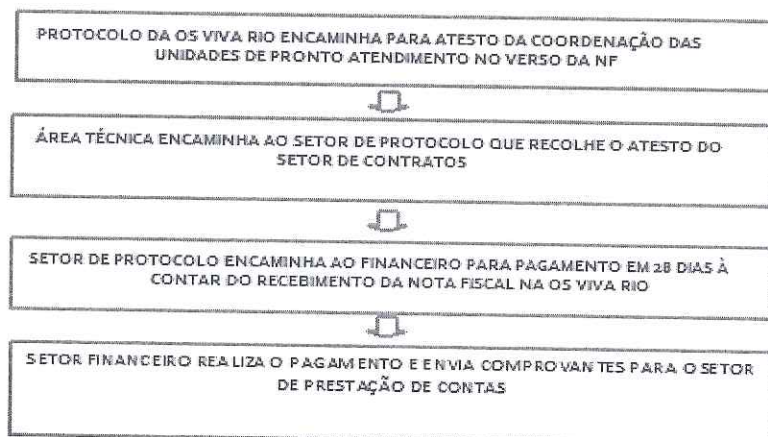 PROTOCOLO DA OS VIVA RIO ENCAMINHA PARA ATESTO DA COORDENAÇÃO DAS
UNIDADES DE PRONTO ATENDIMENTO NO VERSO DA NF
ÁREA TÉCNICA ENCAMINHA AO SETOR DE PROTOCOLO QUE RECOLHE O ATESTO DO
SETOR DE CONTRATOS
SETOR DE PROTOCOLO ENCAMINHA AO FINANCEIRO PARA PAGAMENTO EM 28 DIAS À
CONTAR DO RECEBIMENTO DA NOTA FISCAL NA OS VIVA RIO
SETOR FINANCEIRO REALIZA O PAGAMENTO E ENVIA COMPROVANTES PARA O SETOR
DE PRESTAÇÃO DE CONTAS